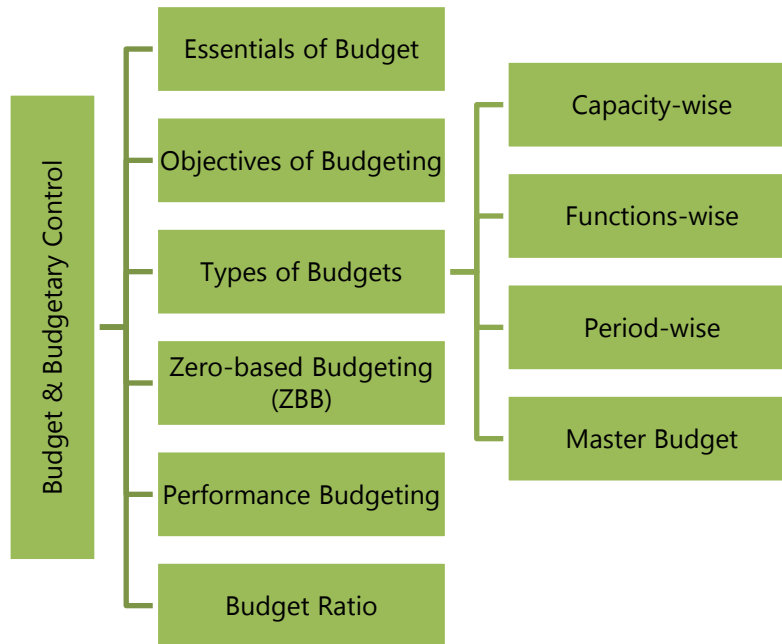 Budget & Budgetary Control
Essentials of Budget
Objectives of Budgeting
Types of Budgets
Zero-based Budgeting
(ZBB)
Performance Budgeting
Budget Ratio
Capacity-wise
Functions-wise
Period-wise
Master Budget